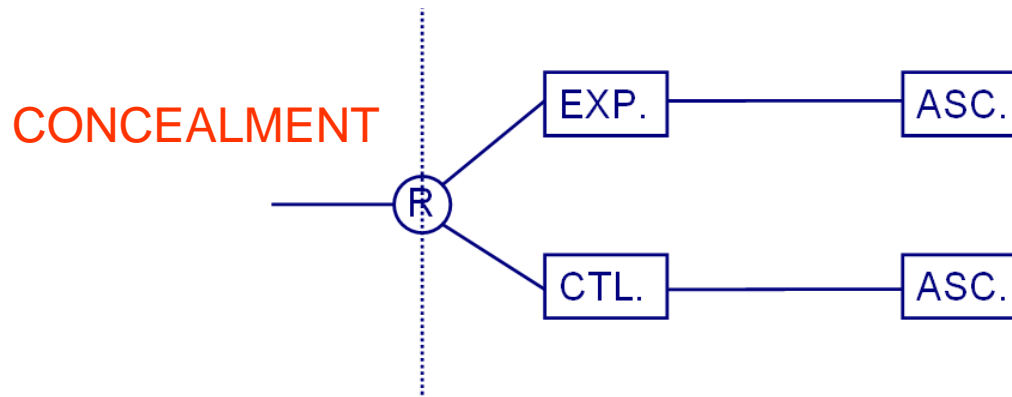 EXP.
ASC.
CONCEALMENT
R
CTL.
ASC.